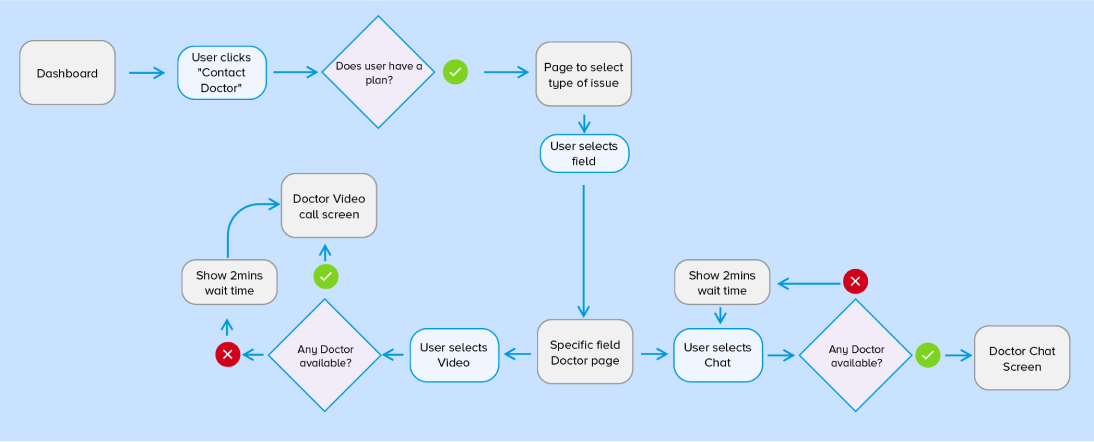 Dashboard
User clicks
"Contact
Doctor"
Does user have a
plan?
Page to select
type of issue
User selects
field
Doctor Video
call screen
Show 2mins
wait time
Any Doctor
available?
User selects
Video
Specific field
Doctor page
Show 2mins
wait time
User selects
Chat
Any Doctor
available?
Doctor Chat
Screen